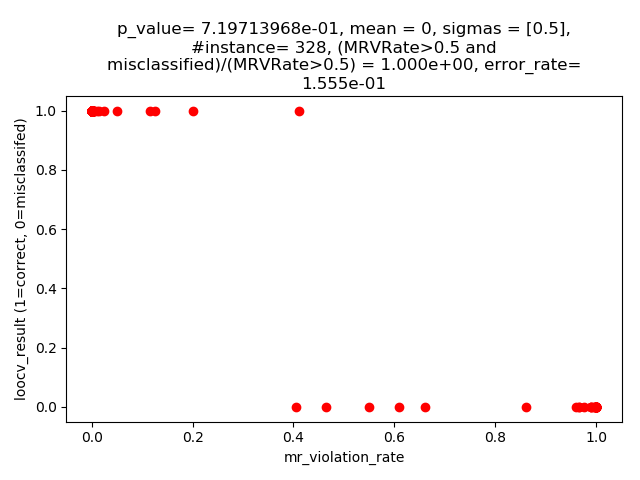 p_value= 7.19713968e-01, mean = 0, sigmas = [0.5],
#instance= 328, (MRVRate>0.5 and
misclassified)/(MRVRate>0.5) = 1.000e+00, error_rate=
1.555e-01
loocv_result (1=correct, 0=misclassifed)
1.0
0.8
0.6
0.4
0.2
0.0
0.0 0.2 0.4 0.6 0.8 1.0
mr_violation_rate